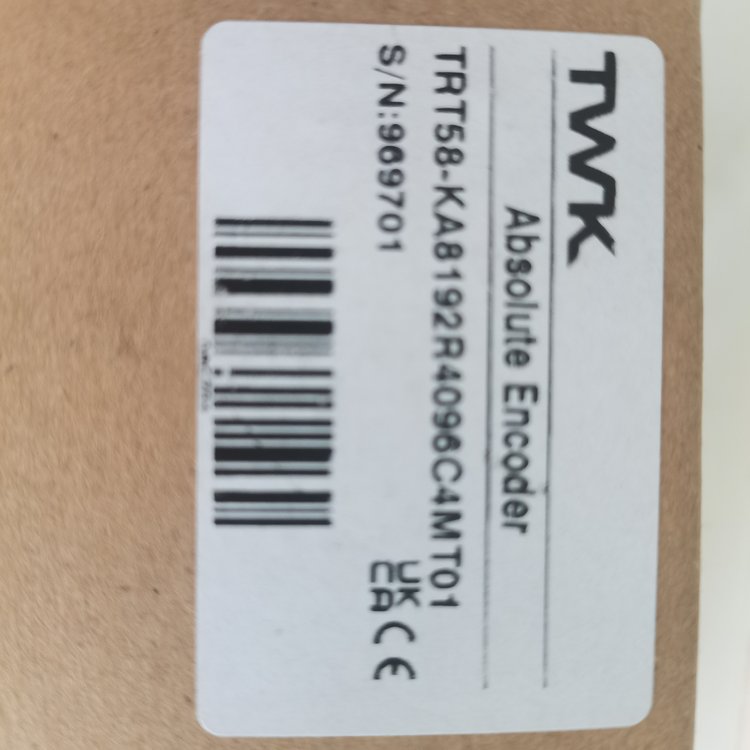 TWK
Absolute Encoder
TRT58-KA8192R4096C4MT01
S/N:969701
UK
CA CE